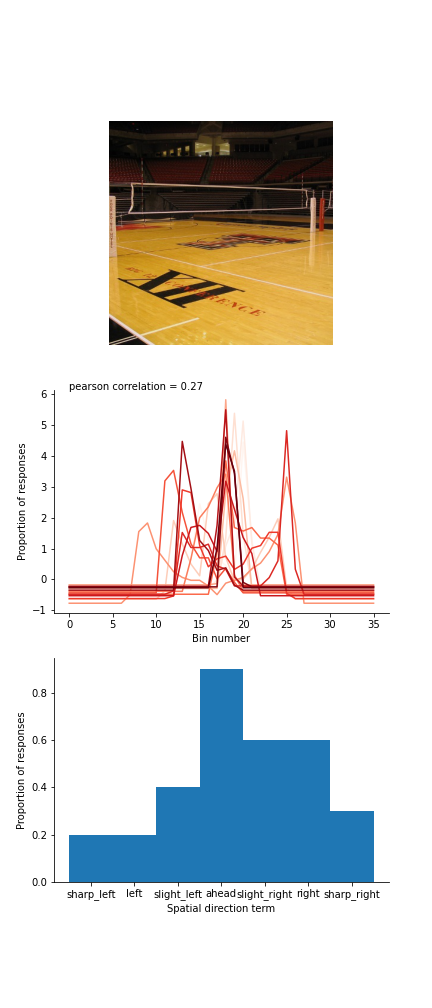 XII
CONFERENCE
pearson correlation = 0.27
6
5
4
3
2
1
0
−1
0 5 10 15 20 25 30 35
Proportion of responses
Bin number
0.8
0.6
0.4
0.2
0.0
sharp_left left slight_left ahead slight_right right sharp_right
Proportion of responses
Spatial direction term